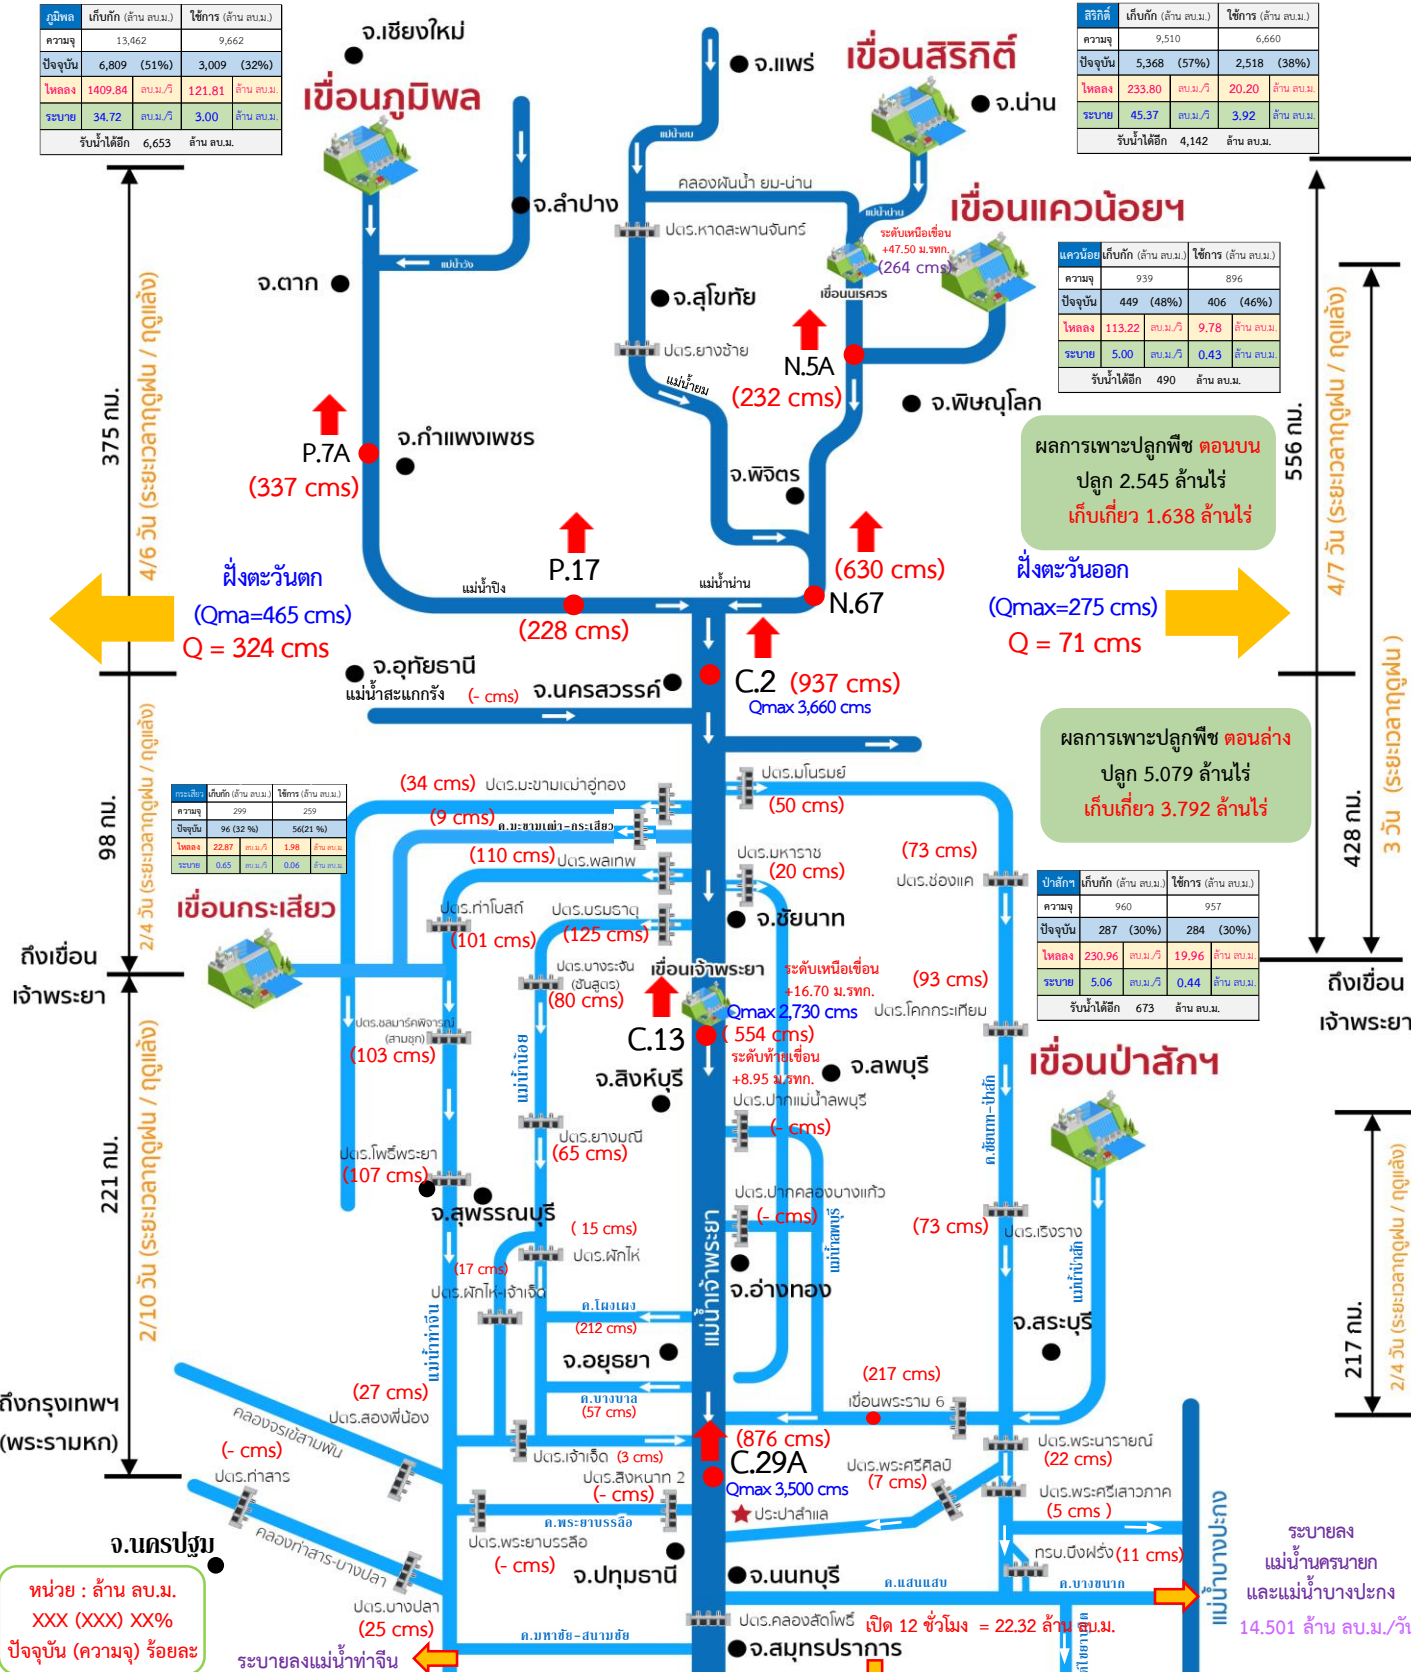 ภูมิพล เก็บกัก (ล้าน ลบ.ม.) ใช้การ (ล้าน ลบ.ม.)
ความจุ 13,462 9,662
ปัจจุบัน 6,809 (51%) 3,009 (32%)
ไหลลง 1409.84 ลบ.ม./วิ 121.81 ล้าน ลบ.ม.
ระบาย 34.72 ลบ.ม./วิ 3.00 ล้าน ลบ.ม.
รับน้ำได้อีก 6,653 ล้าน ลบ.ม.
สิริกิติ์ เก็บกัก (ล้าน ลบ.ม.) ใช้การ (ล้าน ลบ.ม.)
ความจุ 9,510 6,660
ปัจจุบัน 5,368 (57%) 2,518 (38%)
ไหลลง 233.80 ลบ.ม./วิ 20.20 ล้าน ลบ.ม.
ระบาย 45.37 ลบ.ม./วิ 3.92 ล้าน ลบ.ม.
รับน้ำได้อีก 4,142 ล้าน ลบ.ม.
จ.เชียงใหม่
เขื่อนภูมิพล
จ.แพร่
เขื่อนสิริกิติ์
จ.น่าน
แม่น้ำยม
คลองผันน้ำ ยม-น่าน
แม่น้ำน่าน
จ.ลำปาง
ปตร.หาดสะพานจันทร์
เขื่อนแควน้อยฯ
ระดับเหนือเขื่อน
+47.50 ม.รทก.
(264 cms)
เขื่อนนเรศวร
แม่น้ำวัง
จ.ตาก
จ.สุโขทัย
แควน้อย เก็บกัก (ล้าน ลบ.ม.) ใช้การ (ล้าน ลบ.ม.)
ความจุ 939 896
ปัจจุบัน 449 (48%) 406 (46%)
ไหลลง 113.22 ลบ.ม./วิ 9.78 ล้าน ลบ.ม.
ระบาย 5.00 ลบ.ม./วิ 0.43 ล้าน ลบ.ม.
รับน้ำได้อีก 490 ล้าน ลบ.ม.
375 กม.
4/6 วัน (ระยะเวลาฤดูฝน / ฤดูแล้ง)
556 กม.
4/7 วัน (ระยะเวลาฤดูฝน / ฤดูแล้ง)
ปตร.ยางซ้าย
แม่น้ำยม
N.5A
(232 cms)
จ.พิษณุโลก
P.7A
(337 cms)
จ.กำแพงเพชร
จ.พิจิตร
ผลการเพาะปลูกพืช ตอนบน
ปลูก 2.545 ล้านไร่
เก็บเกี่ยว 1.638 ล้านไร่
ฝั่งตะวันตก
(Qma=465 cms)
Q = 324 cms
P.17
(228 cms)
แม่น้ำปิง
แม่น้ำน่าน
(630 cms)
N.67
ฝั่งตะวันออก
(Qmax=275 cms)
Q = 71 cms
จ.อุทัยธานี
แม่น้ำสะแกกรัง (- cms)
จ.นครสวรรค์
C.2 (937 cms)
Qmax 3,660 cms
98 กม.
2/4 วัน (ระยะเวลาฤดูฝน / ฤดูแล้ง)
428 กม.
3 วัน (ระยะเวลาฤดูฝน )
ผลการเพาะปลูกพืช ตอนล่าง
ปลูก 5.079 ล้านไร่
เก็บเกี่ยว 3.792 ล้านไร่
กระเสียว เก็บกัก (ล้าน ลบ.ม.) ใช้การ (ล้าน ลบ.ม.)
ความจุ 299 259
ปัจจุบัน 96 (32 %) 56(21 %)
ไหลลง 22.87 ลบ.ม./วิ 1.98 ล้าน ลบ.ม
ระบาย 0.65 ลบ.ม./วิ 0.06 ล้าน ลบ.ม
เขื่อนกระเสียว
(34 cms) ปตร.มะขามเฒ่าอู่ทอง
(9 cms)
ค.มะขามเฒ่า-กระเสียว
(110 cms) ปตร.พลเทพ
ปตร.มโนรมย์
(50 cms)
ปตร.มหาราช
(20 cms)
(73 cms)
ปตร.ช่องแค
ปตร.ท่าโบสถ์
(101 cms)
ปตร.บรมธาตุ
(125 cms)
จ.ชัยนาท
ป่าสักฯ เก็บกัก (ล้าน ลบ.ม.) ใช้การ (ล้าน ลบ.ม.)
ความจุ 960 957
ปัจจุบัน 287 (30%) 284 (30%)
ไหลลง 230.96 ลบ.ม./วิ 19.96 ล้าน ลบ.ม.
ระบาย 5.06 ลบ.ม./วิ 0.44 ล้าน ลบ.ม.
รับน้ำได้อีก 673 ล้าน ลบ.ม.
ถึงเขื่อน
เจ้าพระยา
ถึงเขื่อน
เจ้าพระยา
ปตร.บางระจัน
(ชันสูตร)
(80 cms)
เขื่อนเจ้าพระยา
ระดับเหนือเขื่อน
+16.70 ม.รทก.
Qmax 2,730 cms
C.13
( 554 cms)
ระดับท้ายเขื่อน
+8.95 ม.รทก.
(93 cms)
ปตร.โคกกระเทียม
ปตร.ชลมาร์คพิจารณ์
(สามชุก)
(103 cms)
แม่น้ำน้อย
จ.สิงห์บุรี
จ.ลพบุรี
เขื่อนป่าสักฯ
ปตร.ปากแม่น้ำลพบุรี
(- cms)
ค.ชัยนาท-ป่าสัก
221 กม.
2/10 วัน (ระยะเวลาฤดูฝน / ฤดูแล้ง)
217 กม.
2/4 วัน (ระยะเวลาฤดูฝน / ฤดูแล้ง)
ปตร.ยางมณี
(65 cms)
ปตร.โพธิ์พระยา
(107 cms)
จ.สุพรรณบุรี
ปตร.ปากคลองบางแก้ว
(- cms)
แม่น้ำลพบุรี
(73 cms)
ปตร.เริงราง
แม่น้ำป่าสัก
( 15 cms)
ปตร.ผักไห่
(17 cms)
ปตร.ผักไห่-เจ้าเจ็ด
แม่น้ำเจ้าพระยา
จ.อ่างทอง
แม่น้ำท่าจีน
ค.โผงเผง
(212 cms)
จ.สระบุรี
จ.อยุธยา
ค.บางบาล
(57 cms)
(217 cms)
เขื่อนพระราม 6
ถึงกรุงเทพฯ
(พระรามหก)
(27 cms)
ปตร.สองพี่น้อง
คลองจรเข้สามพัน
(- cms)
ปตร.ท่าสาร
คลองท่าสาร-บางปลา
ปตร.เจ้าเจ็ด (3 cms)
ปตร.สิงหนาท 2
(- cms)
(876 cms)
C.29A
Qmax 3,500 cms
ประปาสำแล
ปตร.พระศรีศิลป์
(7 cms)
ปตร.พระนารายณ์
(22 cms)
ปตร.พระศรีเสาวภาค
(5 cms )
ค.พระยาบรรลือ
ปตร.พระยาบรรลือ
(- cms)
ทรบ.บึงฝรั่ง (11 cms)
แม่น้ำบางปะกง
จ.นครปฐม
จ.ปทุมธานี
จ.นนทบุรี
ค.แสนแสบ
ค.บางขนาก
ระบายลง
แม่น้ำนครนายก
และแม่น้ำบางปะกง
14.501 ล้าน ลบ.ม./วัน
หน่วย : ล้าน ลบ.ม.
XXX (XXX) XX%
ปัจจุบัน (ความจุ) ร้อยละ
ปตร.บางปลา
(25 cms)
ค.มหาชัย-สนามชัย
ปตร.คลองลัดโพธิ์
เปิด 12 ชั่วโมง = 22.32 ล้าน ลบ.ม.
จ.สมุทรปราการ
ระบายลงแม่น้ำท่าจีน